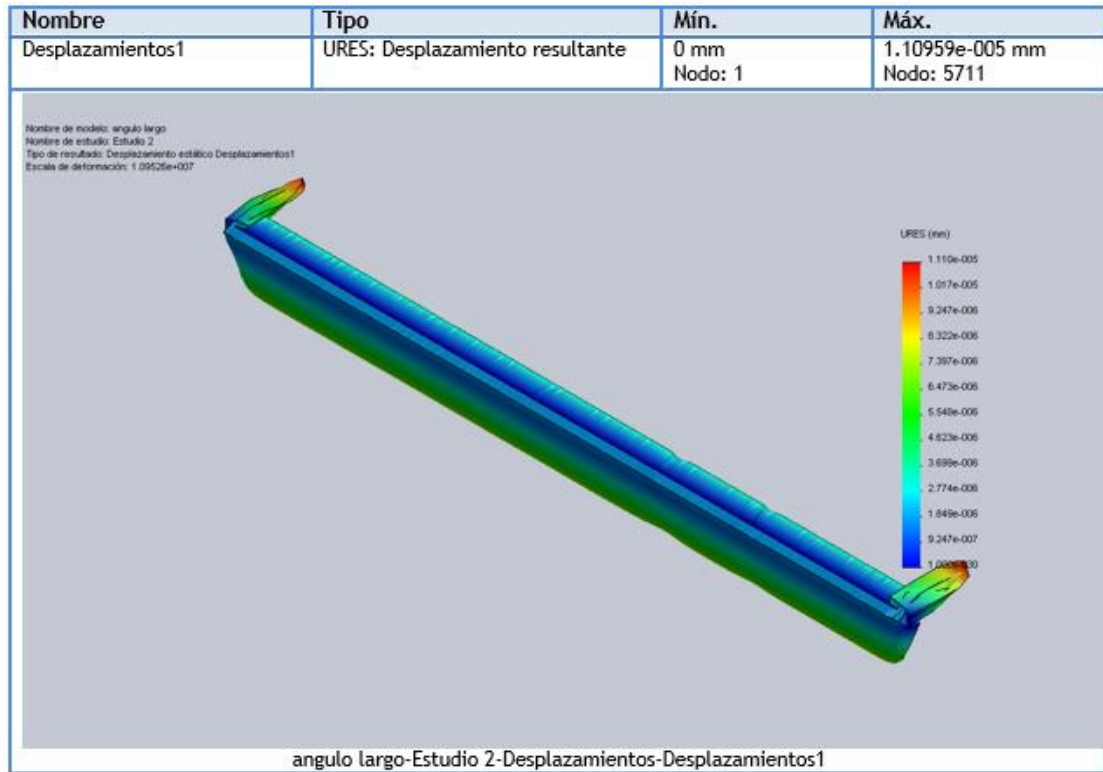 Nombre Tipo Mín. Máx.
Desplazamientos1 URES: Desplazamiento resultante 0 mm 1.10959e-005 mm
Nodo: 1 Nodo: 5711
Nombre de modelo: angulo largo
Nombre de estudio: Estudio 2
Tipo de resultado: Desplazamiento estático Desplazamientos1
Escala de deformación: 1.09526e+007
URES (mm)
1.110e-005
1.017e-005
9.247e-006
8.322e-006
7.397e-006
6.473e-006
5.548e-006
4.623e-006
3.698e-006
2.774e-006
1.849e-006
9.247e-007
angulo largo-Estudio 2-Desplazamientos-Desplazamientos1